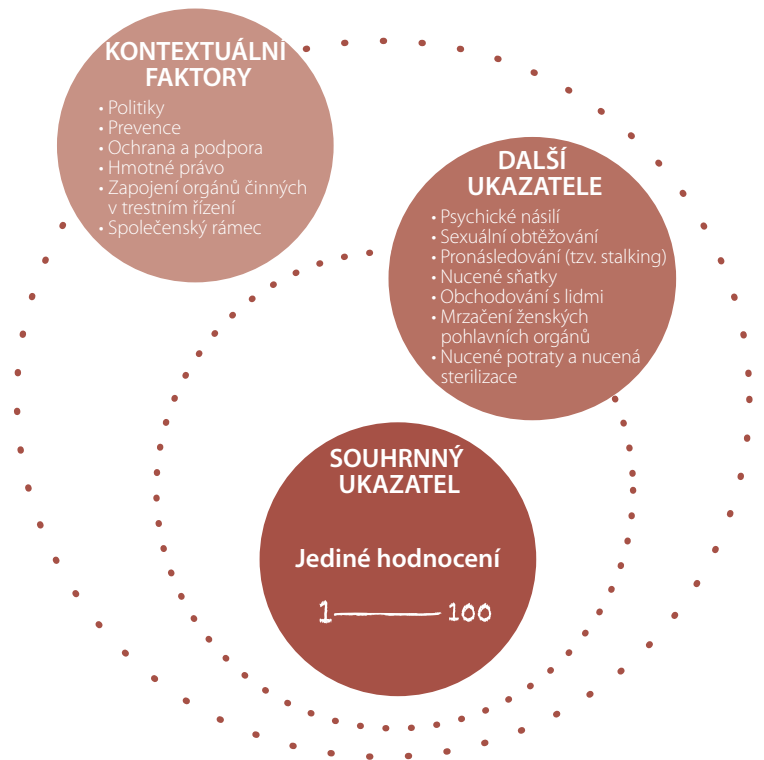 KONTEXTUÁLNÍ
FAKTORY
• Politiky
• Prevence
• Ochrana a podpora
• Hmotné právo
• Zapojení orgánů činných
v trestním řízení
• Společenský rámec
DALŠÍ
UKAZATELE
• Psychické násilí
• Sexuální obtěžování
• Pronásledování (tzv. stalking)
• Nucené sňatky
• Obchodování s lidmi
• Mrzačení ženských
pohlavních orgánů
• Nucené potraty a nucená
sterilizace
SOUHRNNÝ
UKAZATEL
Jediné hodnocení
1 100